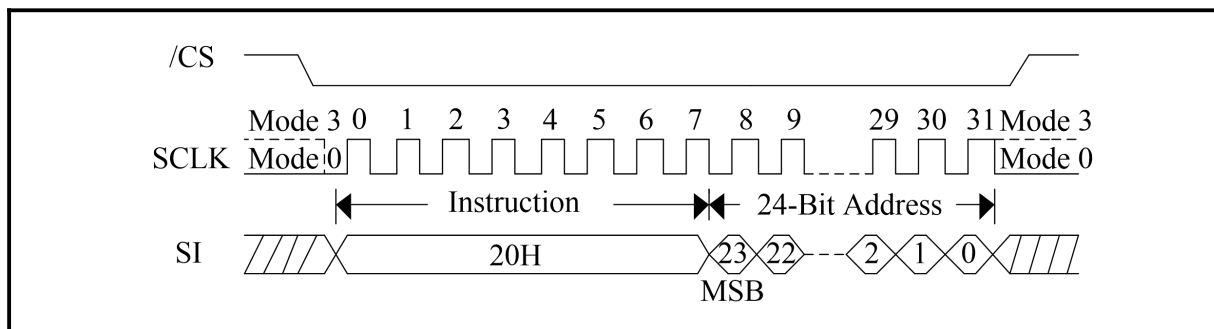 /CS
Mode 3 0 1 2 3 4 5 6 7 8 9 29 30 31 Mode 3
SCLK Mode 0 Mode 0
Instruction 24-Bit Address
SI 20H 23 22 2 1 0
MSB